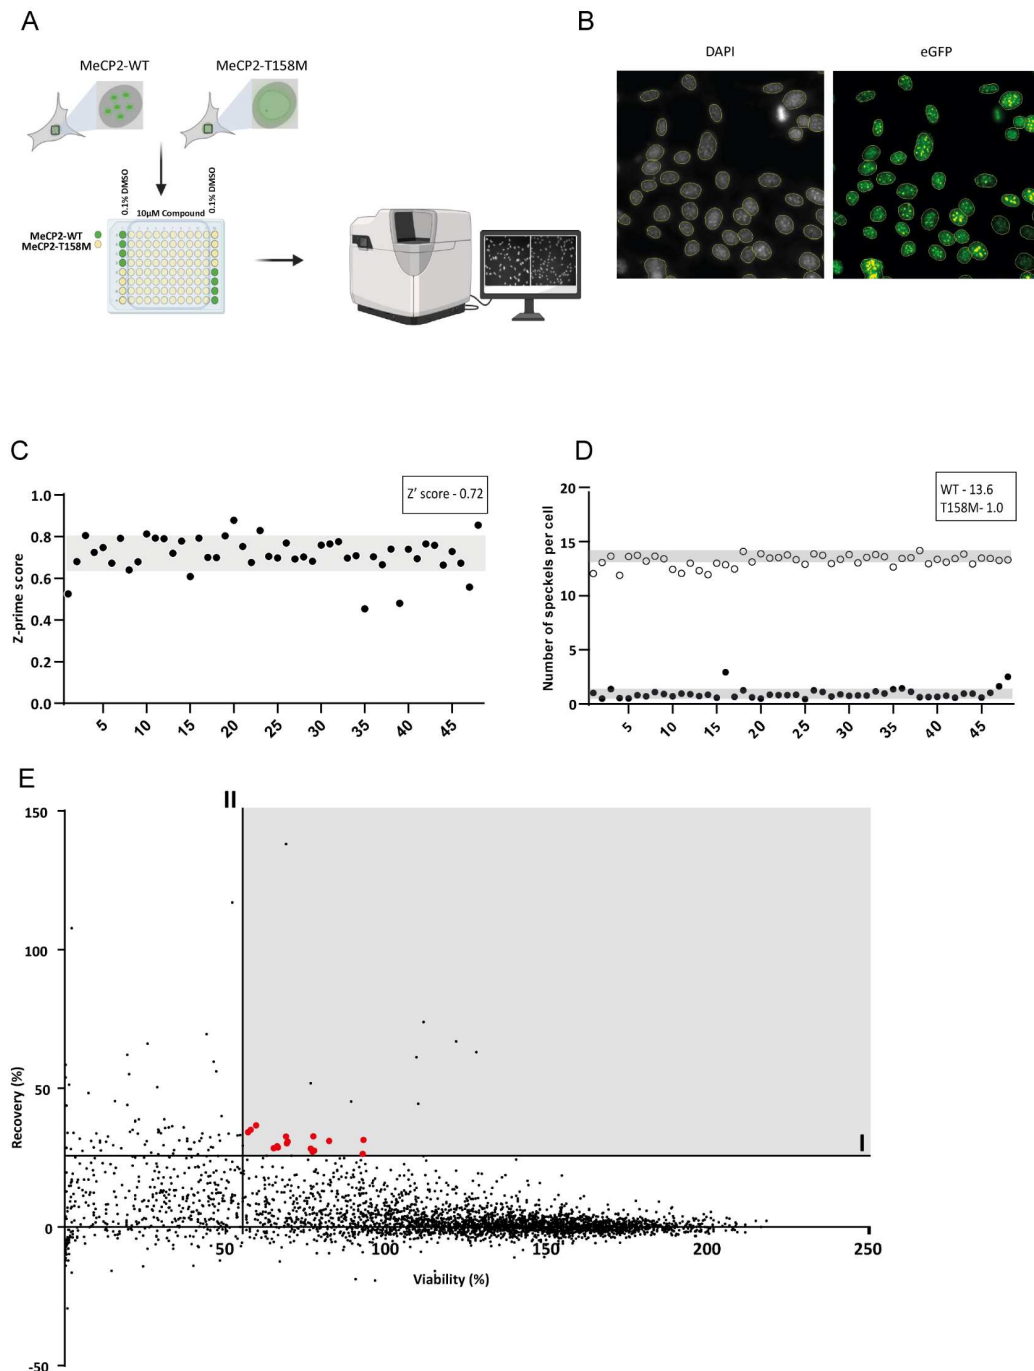 A
MeCP2-WT
MeCP2-T158M
0.1% DMSO
10µM Compound
0.1% DMSO
MeCP2-WT
MeCP2-T158M
B
DAPI
eGFP
C
Z' score - 0.72
1.0
0.8
0.6
0.4
0.2
0.0
Z-prime score
5
10
15
20
25
30
35
40
45
D
WT - 13.6
T158M- 1.0
20
15
10
5
0
Number of speckels per cell
5
10
15
20
25
30
35
40
45
E
II
I
150
100
50
0
-50
Recovery (%)
50
100
150
200
250
Viability (%)